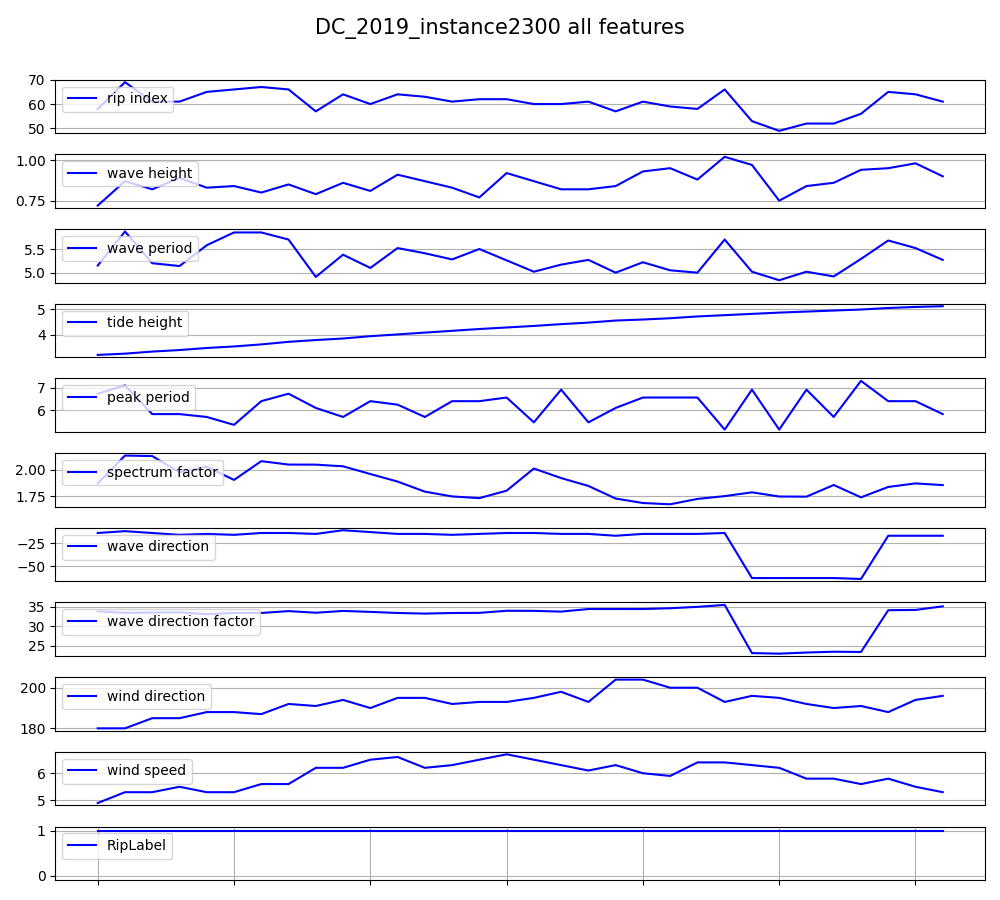 DC_2019_instance2300 all features
70
60
50
rip index
1.00
0.75
wave height
5.5
5.0
wave period
5
4
tide height
7
6
peak period
2.00
1.75
spectrum factor
−25
−50
wave direction
35
30
25
wave direction factor
200
180
wind direction
6
5
wind speed
1
0
RipLabel